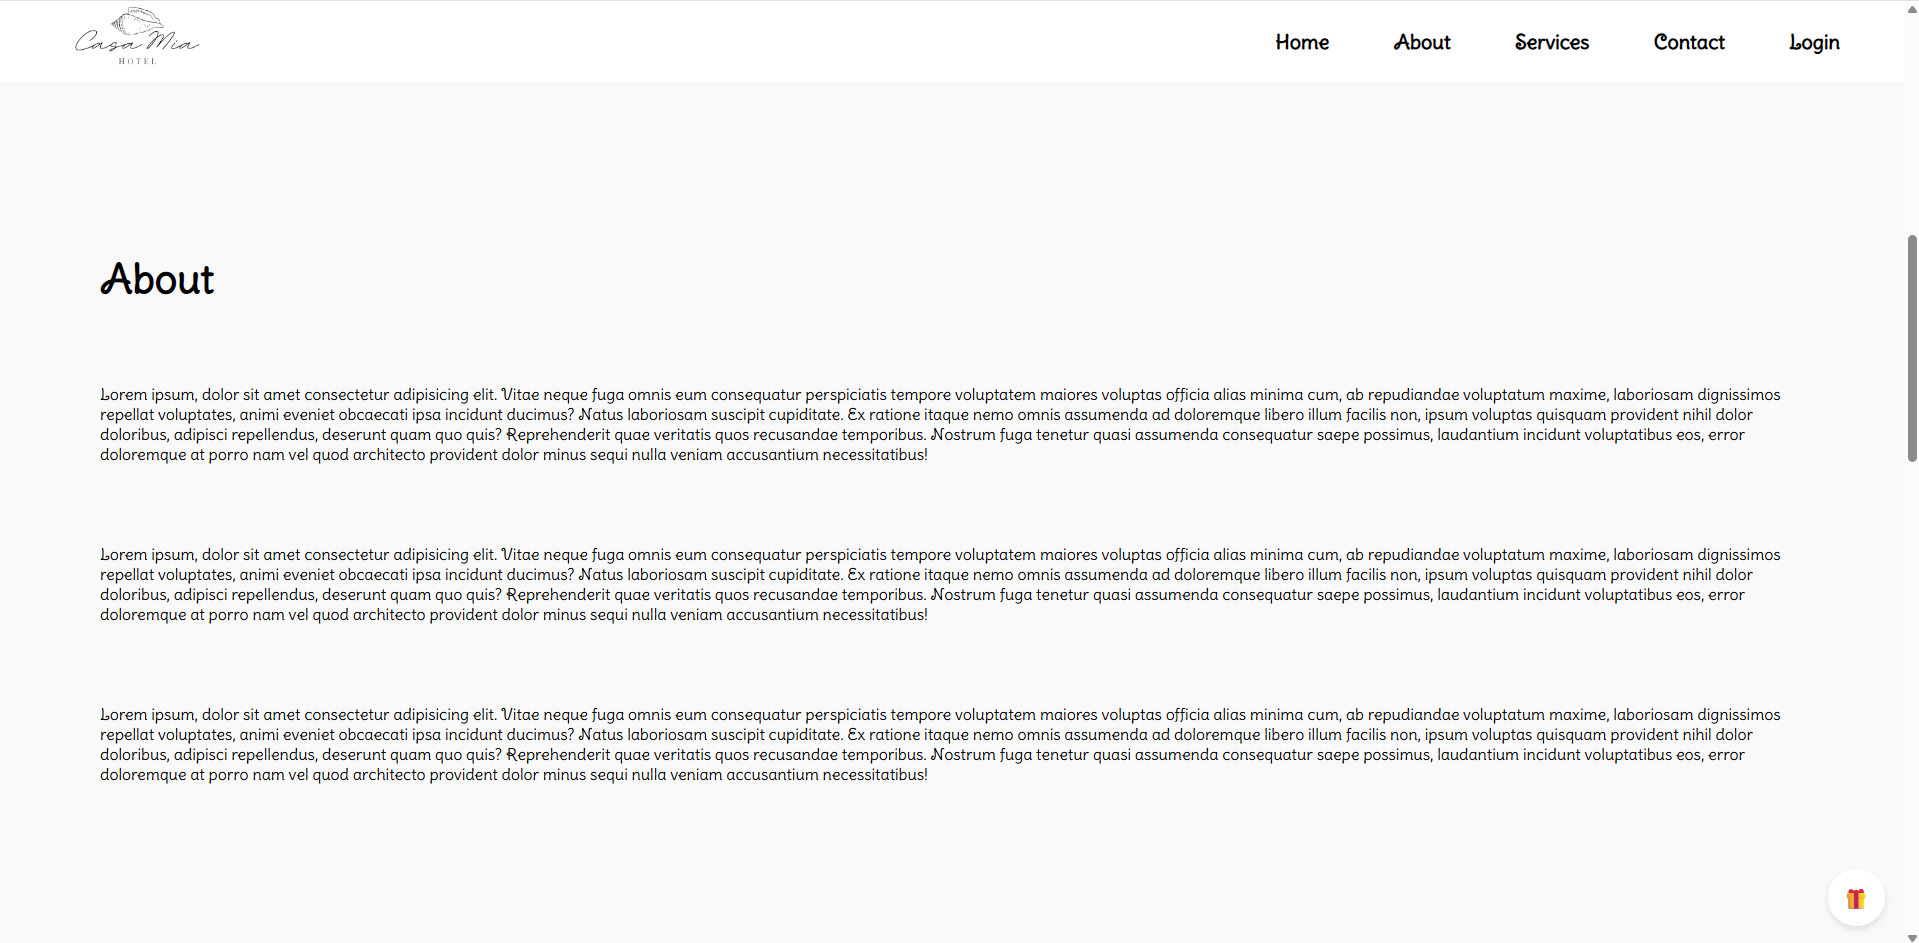 Casa Mia
HOTEL
Home About Services Contact Login
About
Lorem ipsum, dolor sit amet consectetur adipisicing elit. Vitae neque fuga omnis eum consequatur perspiciatis tempore voluptatem maiores voluptas officia alias minima cum, ab repudiandae voluptatum maxime, laboriosam dignissimos
repellat voluptates, animi eveniet obcaecati ipsa incidunt ducimus? Natus laboriosam suscipit cupiditate. Ex ratione itaque nemo omnis assumenda ad doloremque libero illum facilis non, ipsum voluptas quisquam provident nihil dolor
doloribus, adipisci repellendus, deserunt quam quo quis? Reprehenderit quae veritatis quos recusandae temporibus. Nostrum fuga tenetur quasi assumenda consequatur saepe possimus, laudantium incidunt voluptatibus eos, error
doloremque at porro nam vel quod architecto provident dolor minus sequi nulla veniam accusantium necessitatibus!
Lorem ipsum, dolor sit amet consectetur adipisicing elit. Vitae neque fuga omnis eum consequatur perspiciatis tempore voluptatem maiores voluptas officia alias minima cum, ab repudiandae voluptatum maxime, laboriosam dignissimos
repellat voluptates, animi eveniet obcaecati ipsa incidunt ducimus? Natus laboriosam suscipit cupiditate. Ex ratione itaque nemo omnis assumenda ad doloremque libero illum facilis non, ipsum voluptas quisquam provident nihil dolor
doloribus, adipisci repellendus, deserunt quam quo quis? Reprehenderit quae veritatis quos recusandae temporibus. Nostrum fuga tenetur quasi assumenda consequatur saepe possimus, laudantium incidunt voluptatibus eos, error
doloremque at porro nam vel quod architecto provident dolor minus sequi nulla veniam accusantium necessitatibus!
Lorem ipsum, dolor sit amet consectetur adipisicing elit. Vitae neque fuga omnis eum consequatur perspiciatis tempore voluptatem maiores voluptas officia alias minima cum, ab repudiandae voluptatum maxime, laboriosam dignissimos
repellat voluptates, animi eveniet obcaecati ipsa incidunt ducimus? Natus laboriosam suscipit cupiditate. Ex ratione itaque nemo omnis assumenda ad doloremque libero illum facilis non, ipsum voluptas quisquam provident nihil dolor
doloribus, adipisci repellendus, deserunt quam quo quis? Reprehenderit quae veritatis quos recusandae temporibus. Nostrum fuga tenetur quasi assumenda consequatur saepe possimus, laudantium incidunt voluptatibus eos, error
doloremque at porro nam vel quod architecto provident dolor minus sequi nulla veniam accusantium necessitatibus!